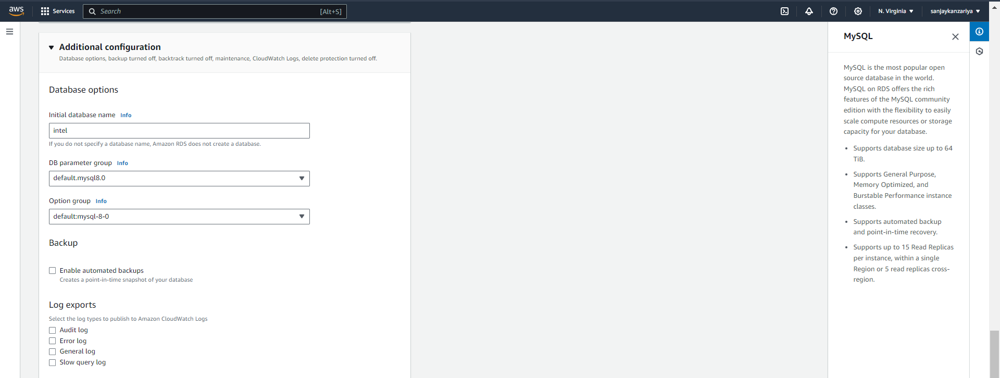 aws
Services
Search
[Alt+S]
N. Virginia
sanjaykanzariya
Additional configuration
Database options, backup turned off, backtrack turned off, maintenance, CloudWatch Logs, delete protection turned off.
Database options
Initial database name Info
intel
If you do not specify a database name, Amazon RDS does not create a database.
DB parameter group Info
default.mysql8.0
Option group Info
default:mysql-8-0
Backup
Enable automated backups
Creates a point-in-time snapshot of your database
Log exports
Select the log types to publish to Amazon CloudWatch Logs
Audit log
Error log
General log
Slow query log
MySQL
MySQL is the most popular open
source database in the world.
MySQL on RDS offers the rich
features of the MySQL community
edition with the flexibility to easily
scale compute resources or storage
capacity for your database.
• Supports database size up to 64
TiB.
• Supports General Purpose,
Memory Optimized, and
Burstable Performance instance
classes.
• Supports automated backup
and point-in-time recovery.
• Supports up to 15 Read Replicas
per instance, within a single
Region or 5 read replicas cross-
region.